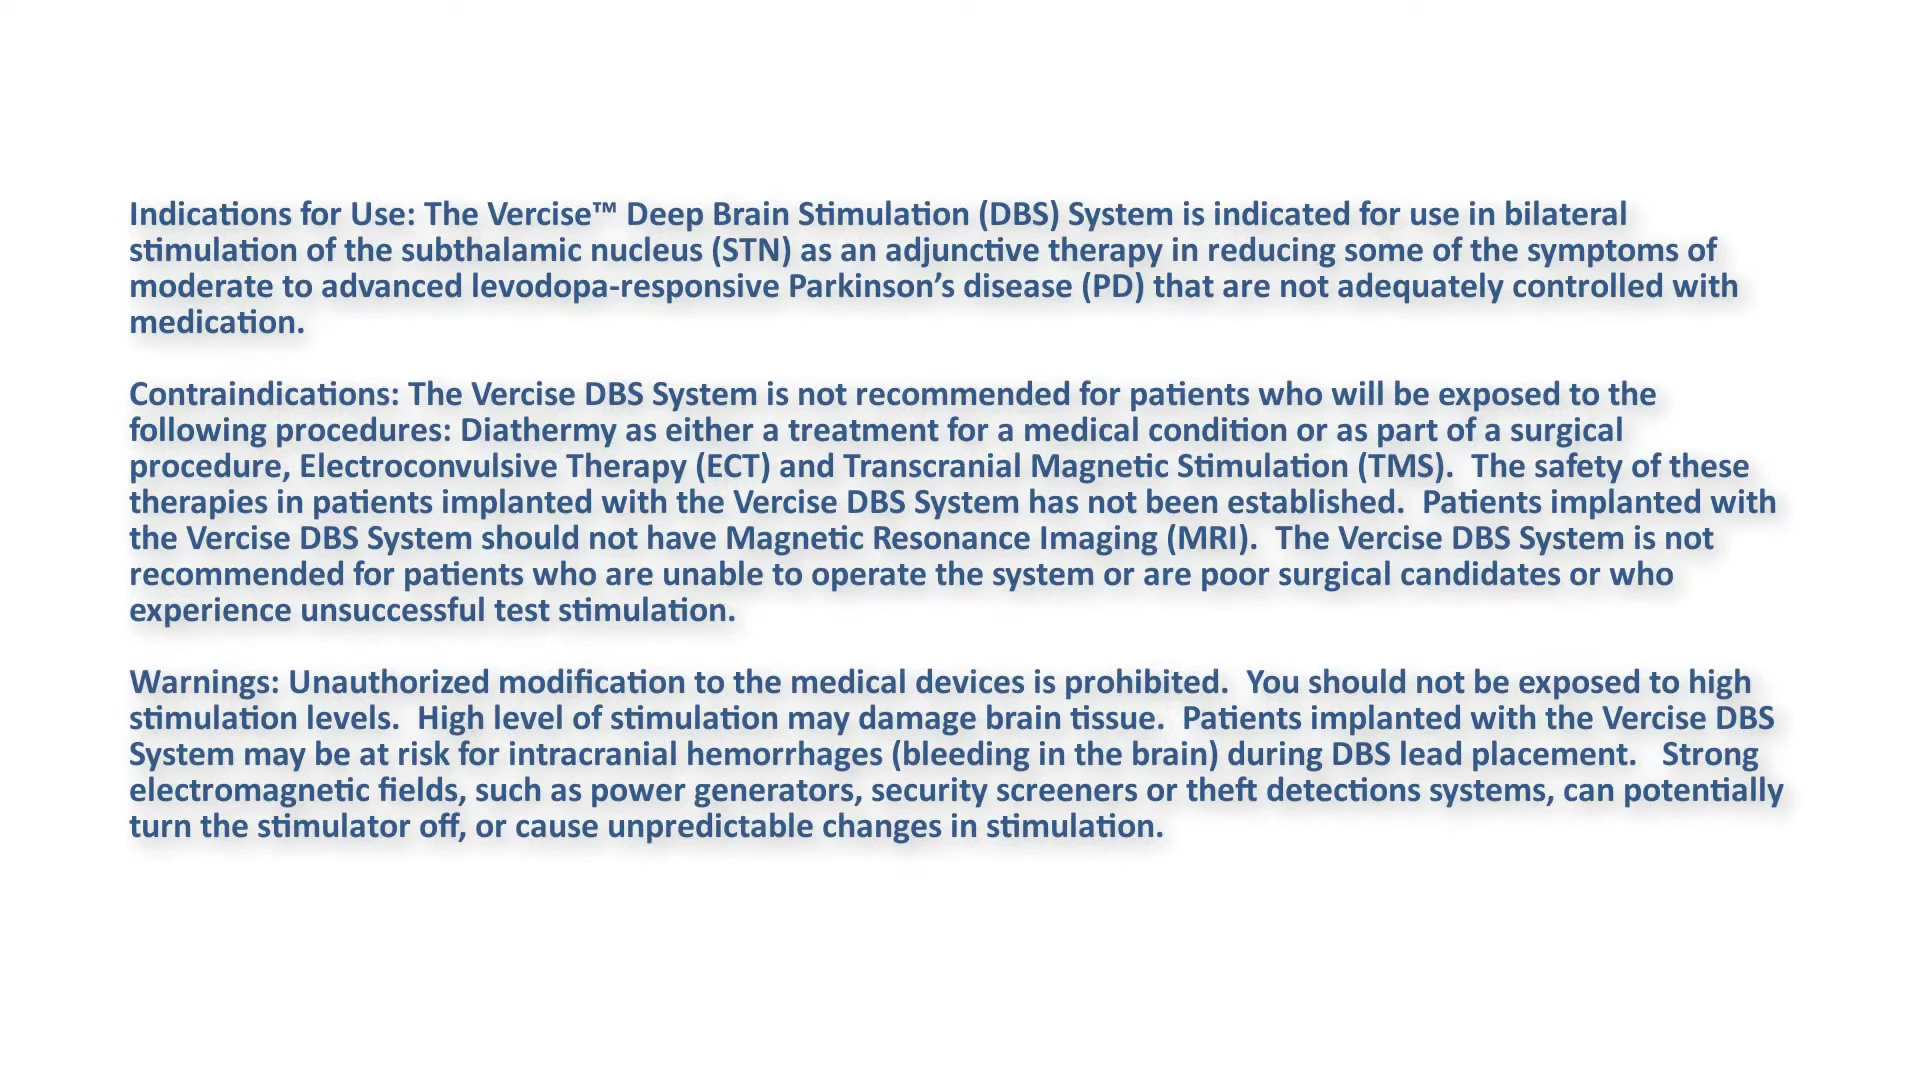 Indications for Use: The Vercise™ Deep Brain Stimulation (DBS) System is indicated for use in bilateral
stimulation of the subthalamic nucleus (STN) as an adjunctive therapy in reducing some of the symptoms of
moderate to advanced levodopa-responsive Parkinson’s disease (PD) that are not adequately controlled with
medication.
Contraindications: The Vercise DBS System is not recommended for patients who will be exposed to the
following procedures: Diathermy as either a treatment for a medical condition or as part of a surgical
procedure, Electroconvulsive Therapy (ECT) and Transcranial Magnetic Stimulation (TMS).  The safety of these
therapies in patients implanted with the Vercise DBS System has not been established.  Patients implanted with
the Vercise DBS System should not have Magnetic Resonance Imaging (MRI).  The Vercise DBS System is not
recommended for patients who are unable to operate the system or are poor surgical candidates or who
experience unsuccessful test stimulation.
Warnings: Unauthorized modification to the medical devices is prohibited.  You should not be exposed to high
stimulation levels.  High level of stimulation may damage brain tissue.  Patients implanted with the Vercise DBS
System may be at risk for intracranial hemorrhages (bleeding in the brain) during DBS lead placement.   Strong
electromagnetic fields, such as power generators, security screeners or theft detections systems, can potentially
turn the stimulator off, or cause unpredictable changes in stimulation.